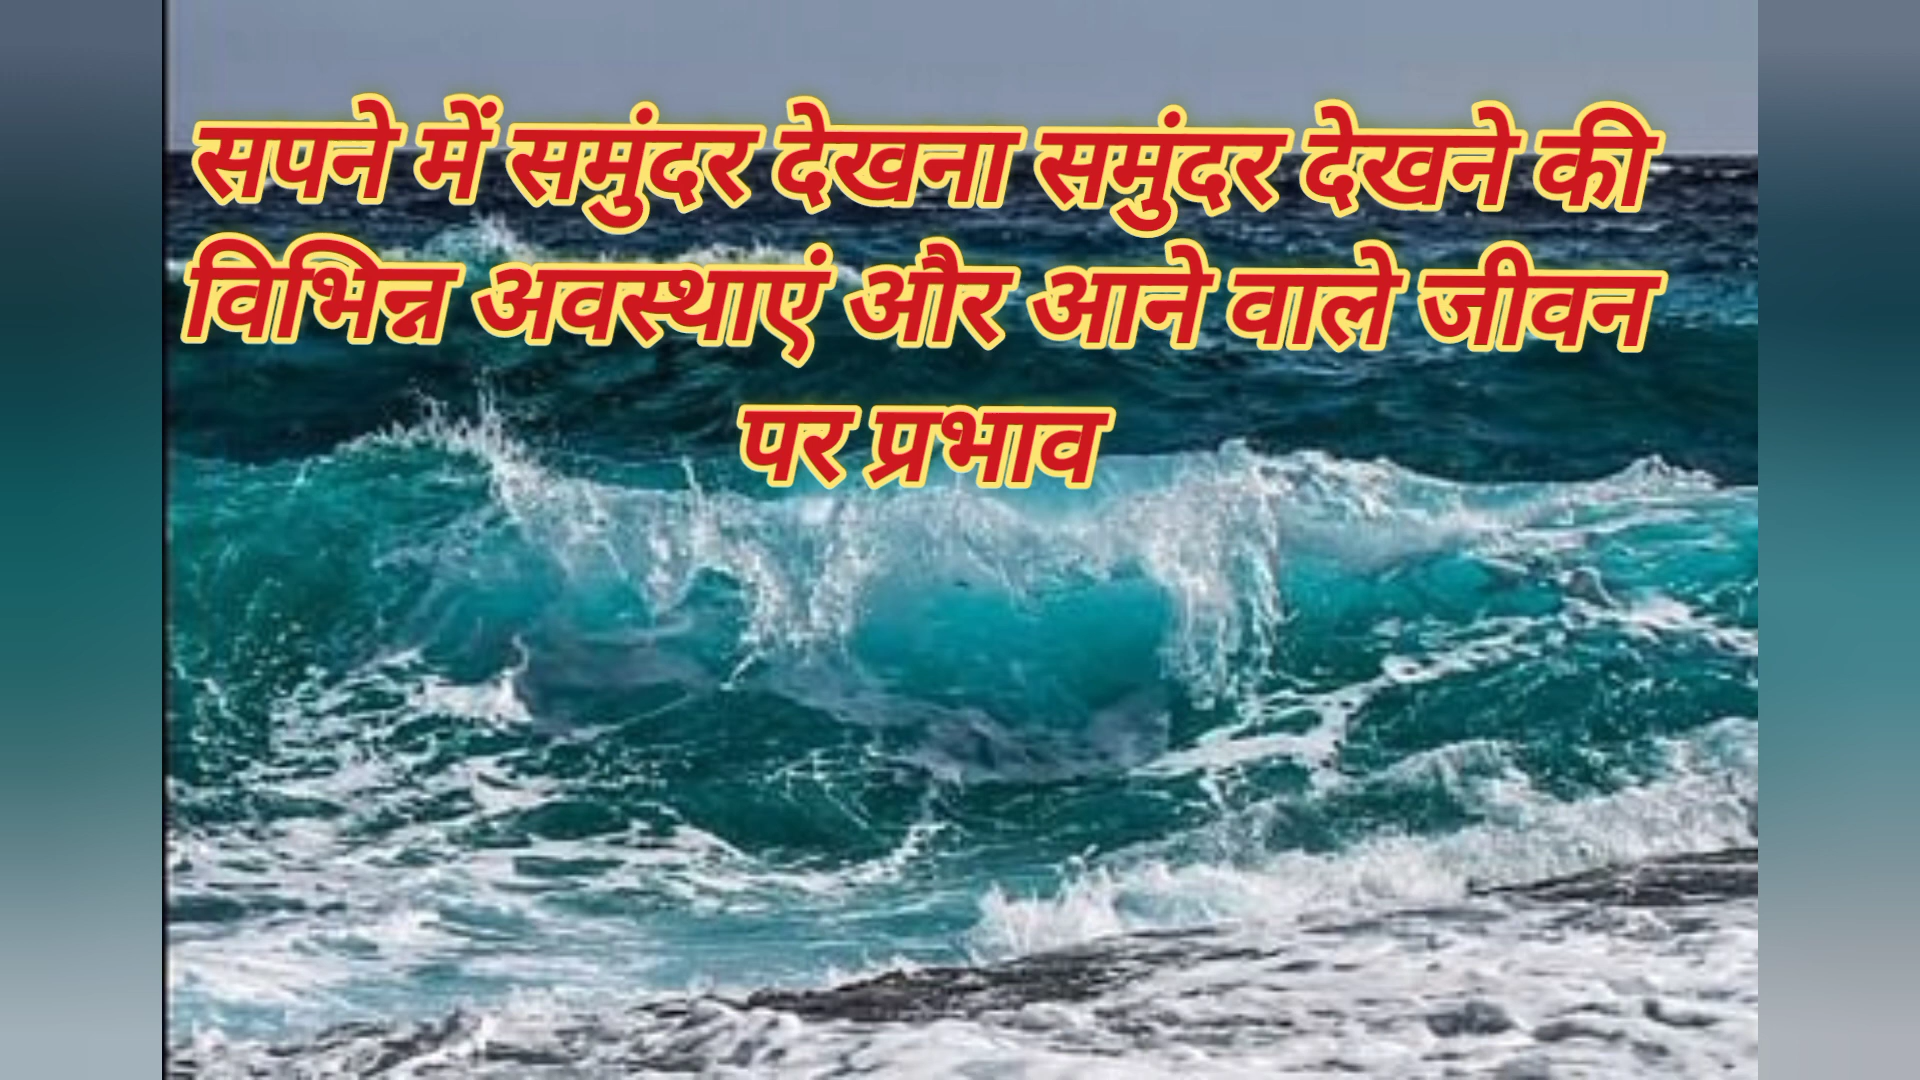 सपने में समुंदर देखना समुंदर देखने की
विभिन्न अवस्थाएं और आने वाले जीवन
पर प्रभाव